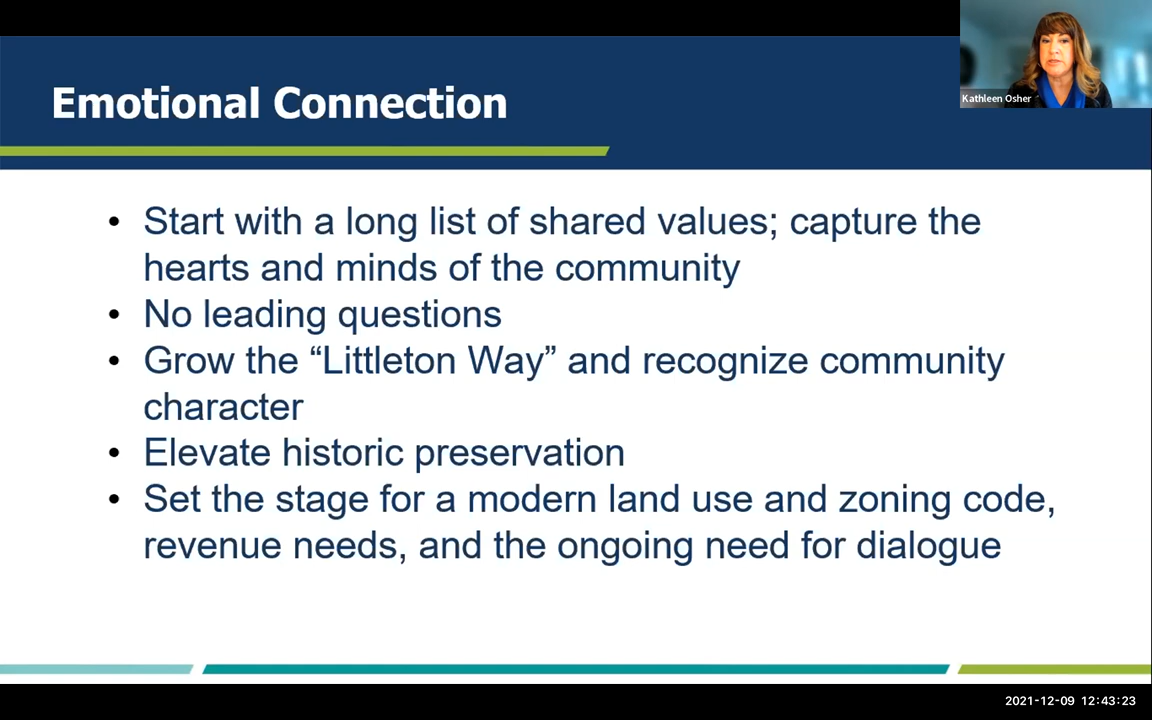 Emotional Connection
Kathleen Osher
• Start with a long list of shared values; capture the
hearts and minds of the community
• No leading questions
• Grow the “Littleton Way” and recognize community
character
• Elevate historic preservation
• Set the stage for a modern land use and zoning code,
revenue needs, and the ongoing need for dialogue
2021-12-09 12:43:23